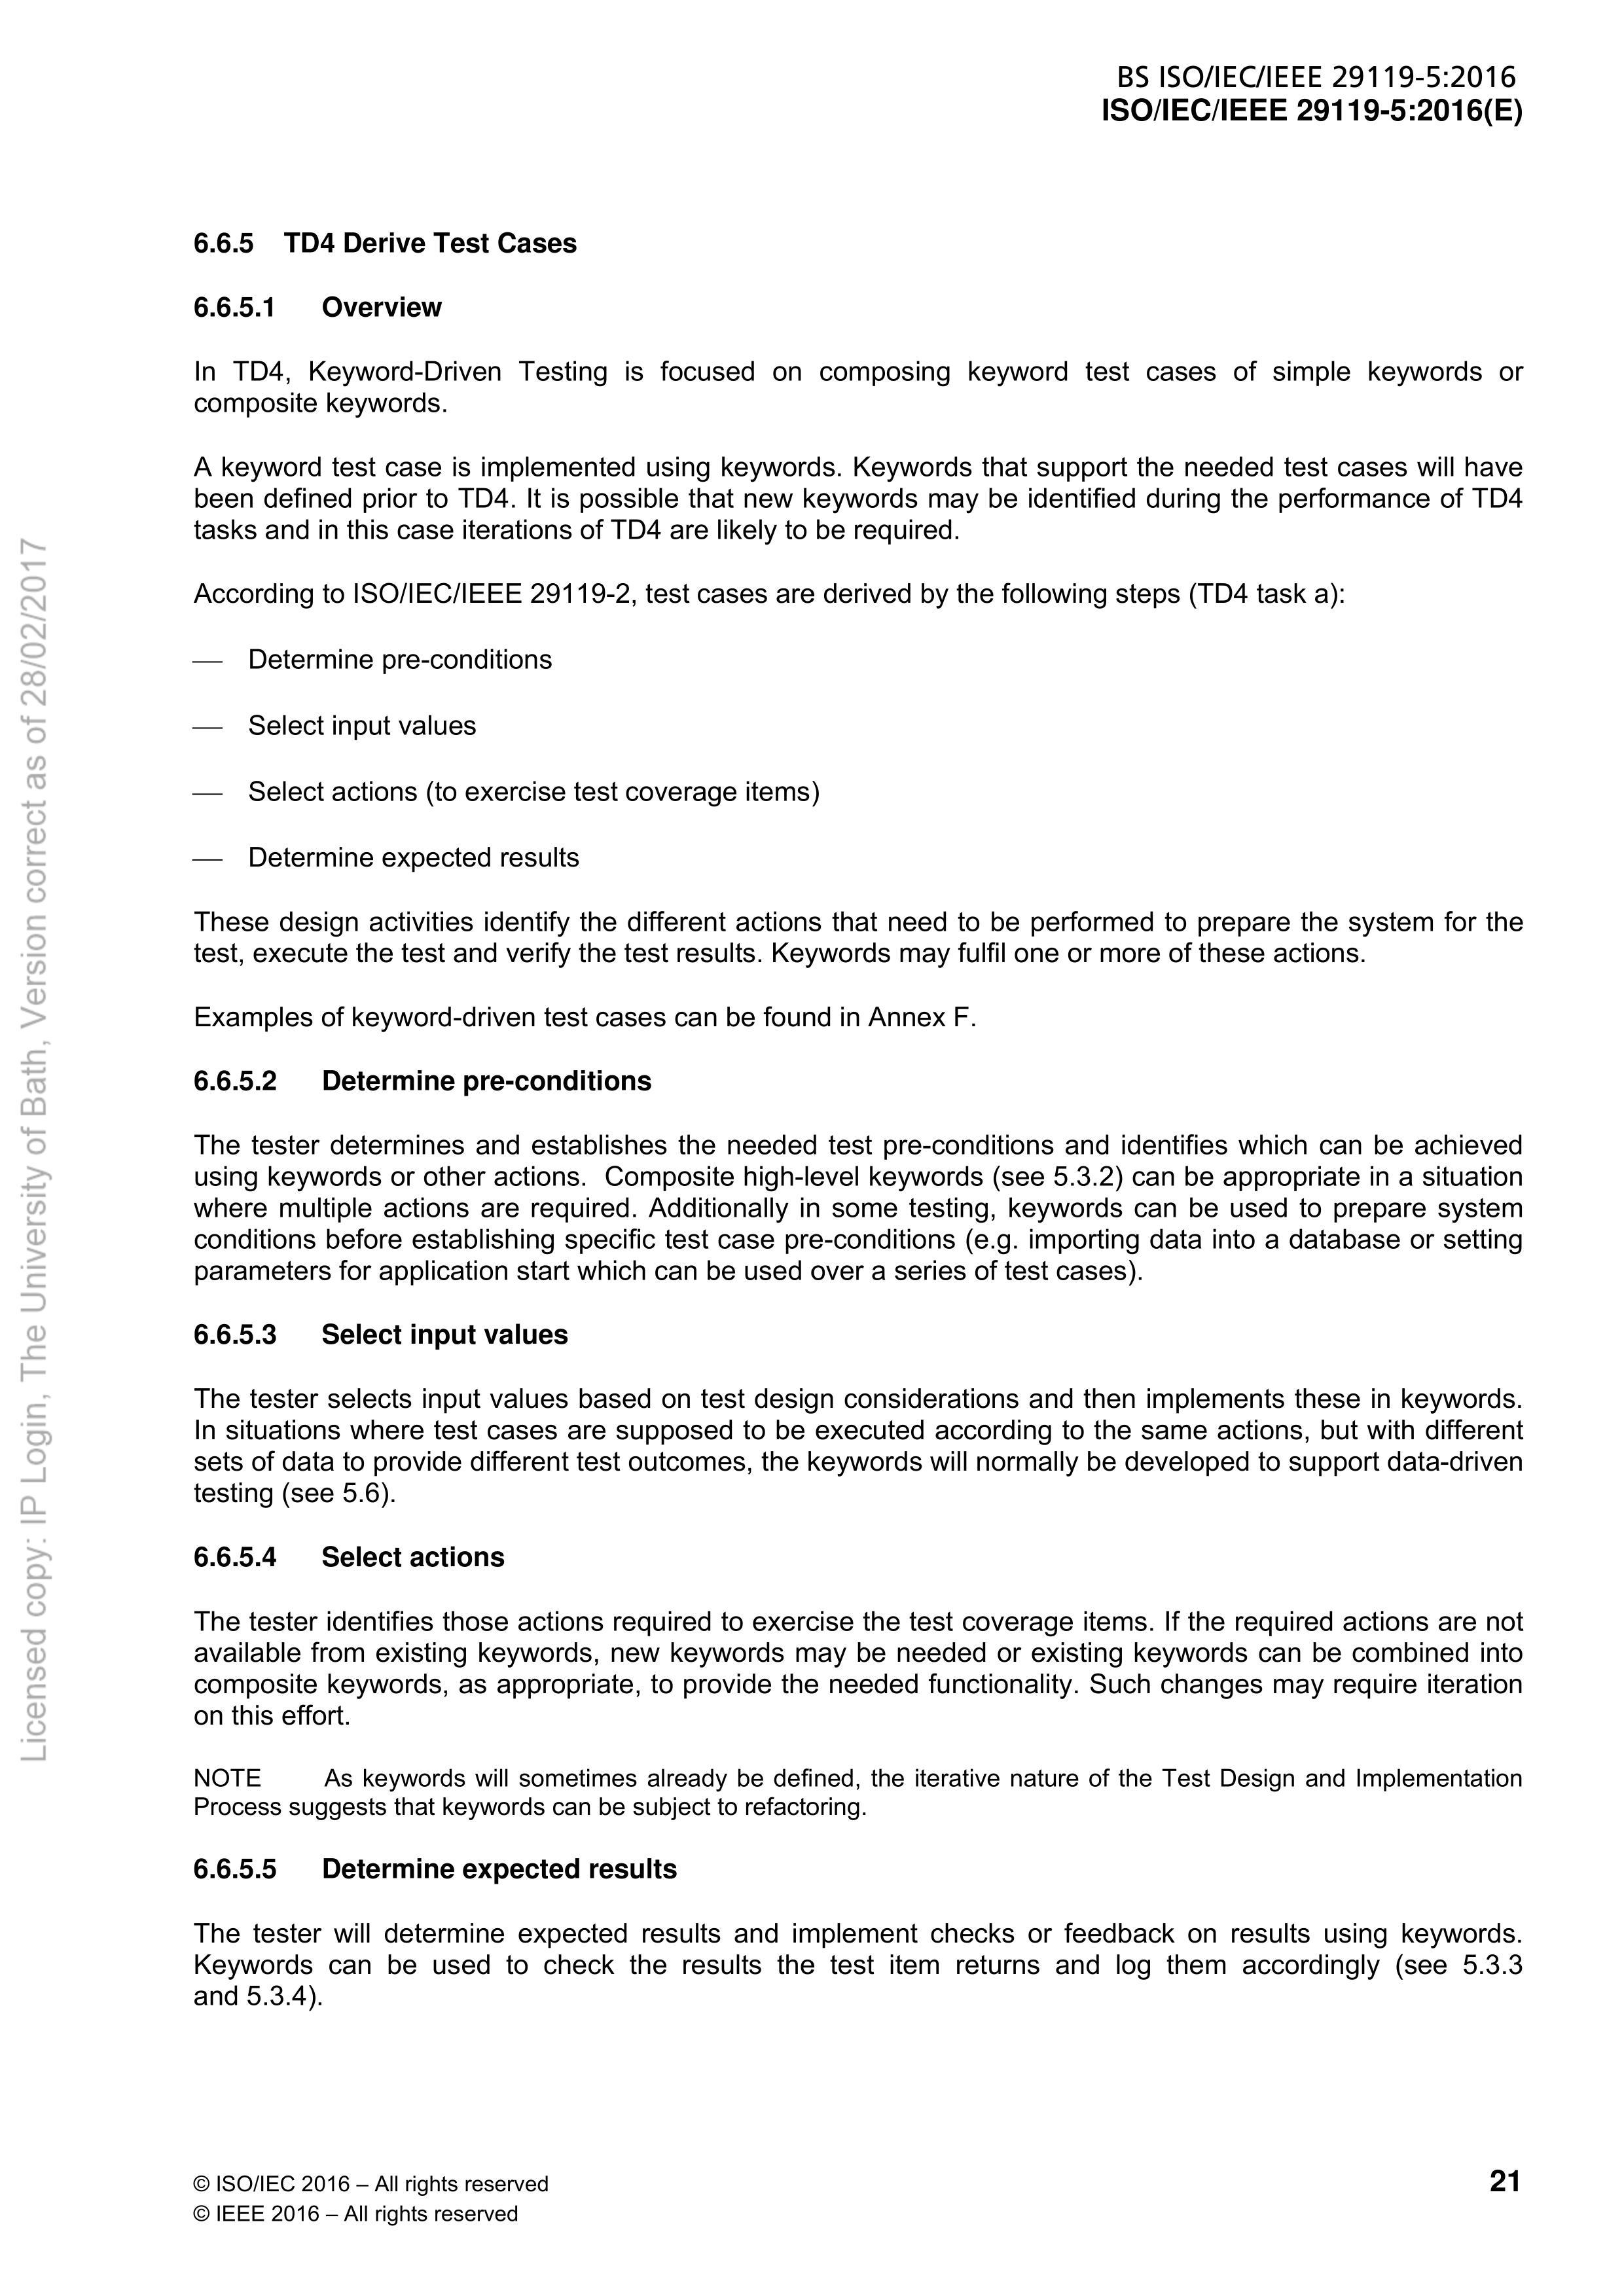 BS ISO/IEC/IEEE 29119-5:2016
ISO/IEC/IEEE 29119-5:2016(E)
6.6.5 TD4 Derive Test Cases
6.6.5.1 Overview
In TD4, Keyword-Driven Testing is focused on composing keyword test cases of simple keywords or
composite keywords.
A keyword test case is implemented using keywords. Keywords that support the needed test cases will have
been defined prior to TD4. It is possible that new keywords may be identified during the performance of TD4
tasks and in this case iterations of TD4 are likely to be required.
According to ISO/IEC/IEEE 29119-2, test cases are derived by the following steps (TD4 task a):
— Determine pre-conditions
— Select input values
— Select actions (to exercise test coverage items)
— Determine expected results
These design activities identify the different actions that need to be performed to prepare the system for the
test, execute the test and verify the test results. Keywords may fulfil one or more of these actions.
Examples of keyword-driven test cases can be found in Annex F.
6.6.5.2 Determine pre-conditions
The tester determines and establishes the needed test pre-conditions and identifies which can be achieved
using keywords or other actions. Composite high-level keywords (see 5.3.2) can be appropriate in a situation
where multiple actions are required. Additionally in some testing, keywords can be used to prepare system
conditions before establishing specific test case pre-conditions (e.g. importing data into a database or setting
parameters for application start which can be used over a series of test cases).
6.6.5.3 Select input values
The tester selects input values based on test design considerations and then implements these in keywords.
In situations where test cases are supposed to be executed according to the same actions, but with different
sets of data to provide different test outcomes, the keywords will normally be developed to support data-driven
testing (see 5.6).
6.6.5.4 Select actions
The tester identifies those actions required to exercise the test coverage items. If the required actions are not
available from existing keywords, new keywords may be needed or existing keywords can be combined into
composite keywords, as appropriate, to provide the needed functionality. Such changes may require iteration
on this effort.
NOTE As keywords will sometimes already be defined, the iterative nature of the Test Design and Implementation
Process suggests that keywords can be subject to refactoring.
6.6.5.5 Determine expected results
The tester will determine expected results and implement checks or feedback on results using keywords.
Keywords can be used to check the results the test item returns and log them accordingly (see 5.3.3
and 5.3.4).
© ISO/IEC 2016 – All rights reserved
© IEEE 2016 – All rights reserved
21
Licensed copy: IP Login, The University of Bath, Version correct as of 28/02/2017